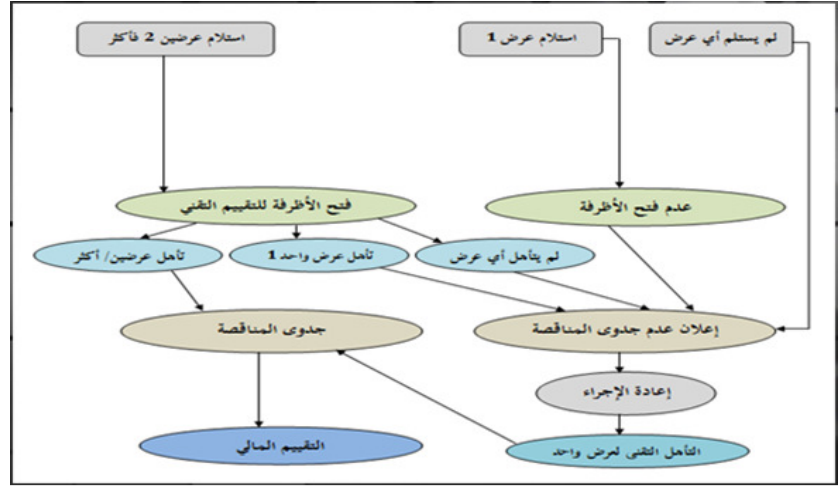 لم يستلم أي عرض
استلام عرض 1
استلام عرضين 2 فأكثر
عدم فتح الأظرفة
فتح الأظرفة للتقييم التقني
لم يتأهل أي عرض
تأهل عرض واحد 1
تأهل عرضين/ أكثر
إعلان عدم جدوى المناقصة
جدوى المناقصة
إعادة الإجراء
التأهل التقني لعرض واحد
التقييم المالي